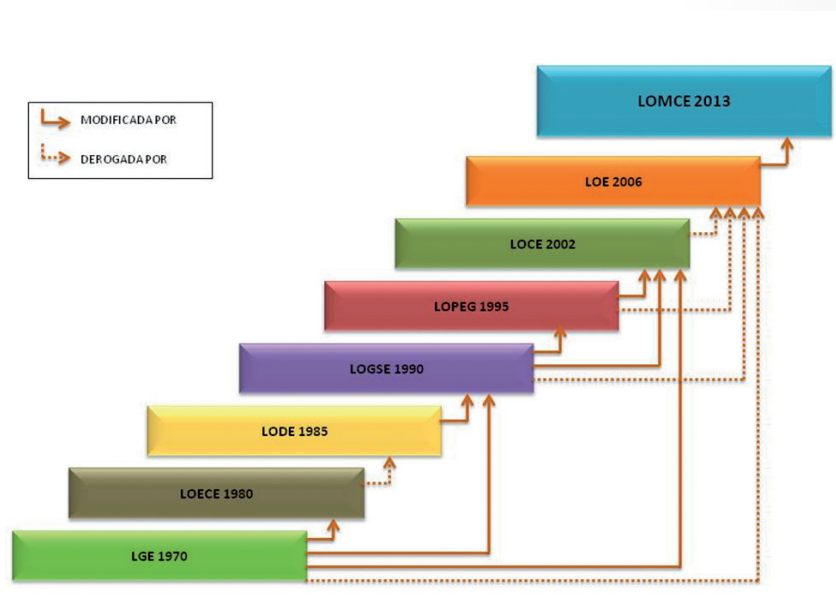 LOMCE 2013
MODIFICADA POR
DEROGADA POR
LOE 2006
LOCE 2002
LOPEG 1995
LOGSE 1990
LODE 1985
LOECE 1980
LGE 1970